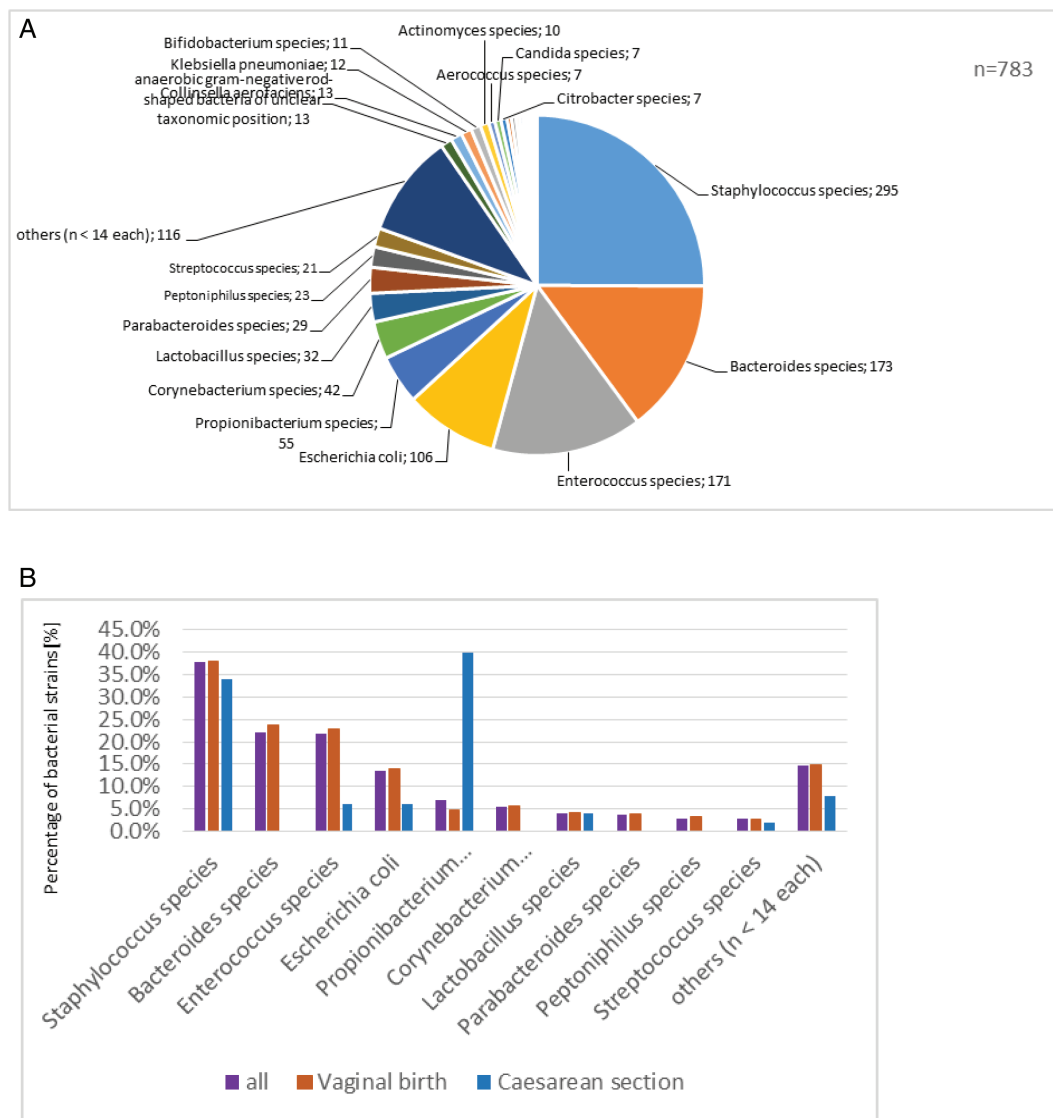 A
n=783
Actinomyces species; 10
Bifidobacterium species; 11
Candida species; 7
Klebsiella pneumoniae; 12
Aerococcus species; 7
anaerobic gram-negative rod-
shaped bacteria of unclear
taxonomic position; 13
Collinsella aerofaciens; 13
Citrobacter species; 7
Staphylococcus species; 295
others (n < 14 each); 116
Streptococcus species; 21
Peptoniphilus species; 23
Parabacteroides species; 29
Lactobacillus species; 32
Bacteroides species; 173
Corynebacterium species; 42
Propionibacterium species;
55
Escherichia coli; 106
Enterococcus species; 171
B
Percentage of bacterial strains [%]
45.0%
40.0%
35.0%
30.0%
25.0%
20.0%
15.0%
10.0%
5.0%
0.0%
Staphylococcus species
Bacteroides species
Enterococcus species
Escherichia coli
Propionibacterium...
Corynebacterium...
Lactobacillus species
Parabacteroides species
Peptoniphilus species
Streptococcus species
others (n < 14 each)
all
Vaginal birth
Caesarean section